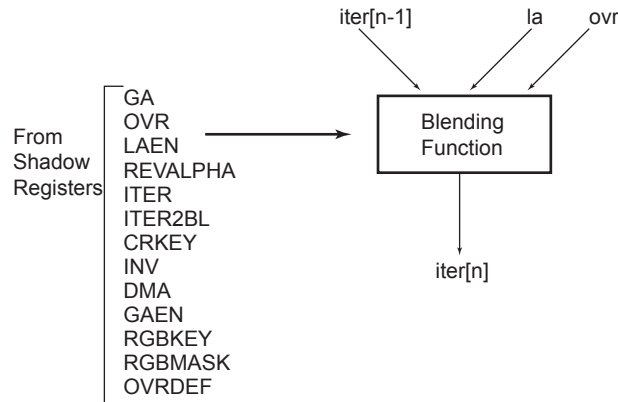 iter[n-1] la ovr
From
Shadow
Registers
GA
OVR
LAEN
REVALPHA
ITER
ITER2BL
CRKEY
INV
DMA
GAEN
RGBKEY
RGBMASK
OVRDEF
Blending
Function
iter[n]